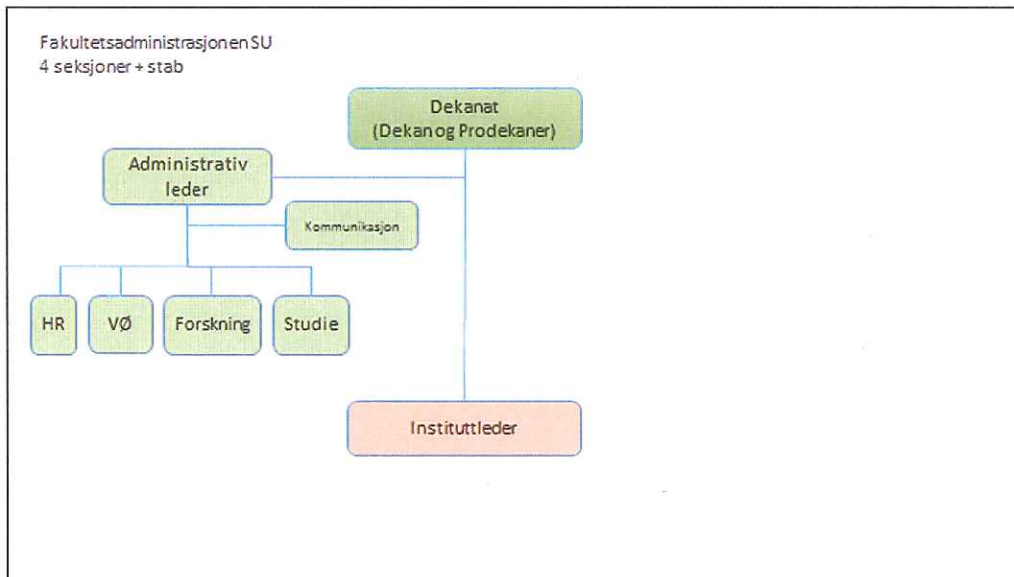 Fakultetsadministrasjonen SU
4 seksjoner + stab
Dekanat
(Dekan og Prodekaner)
Administrativ
leder
Kommunikasjon
HR
VØ
Forskning
Studie
Instituttleder